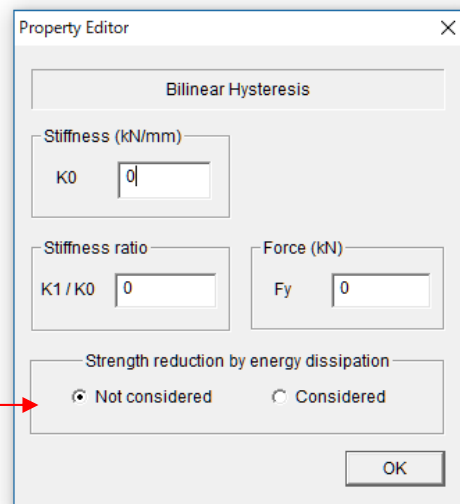 Property Editor
Bilinear Hysteresis
Stiffness (kN/mm)
K0 0
Stiffness ratio Force (kN)
K1 / K0 0 Fy 0
Strength reduction by energy dissipation
Not considered Considered
OK